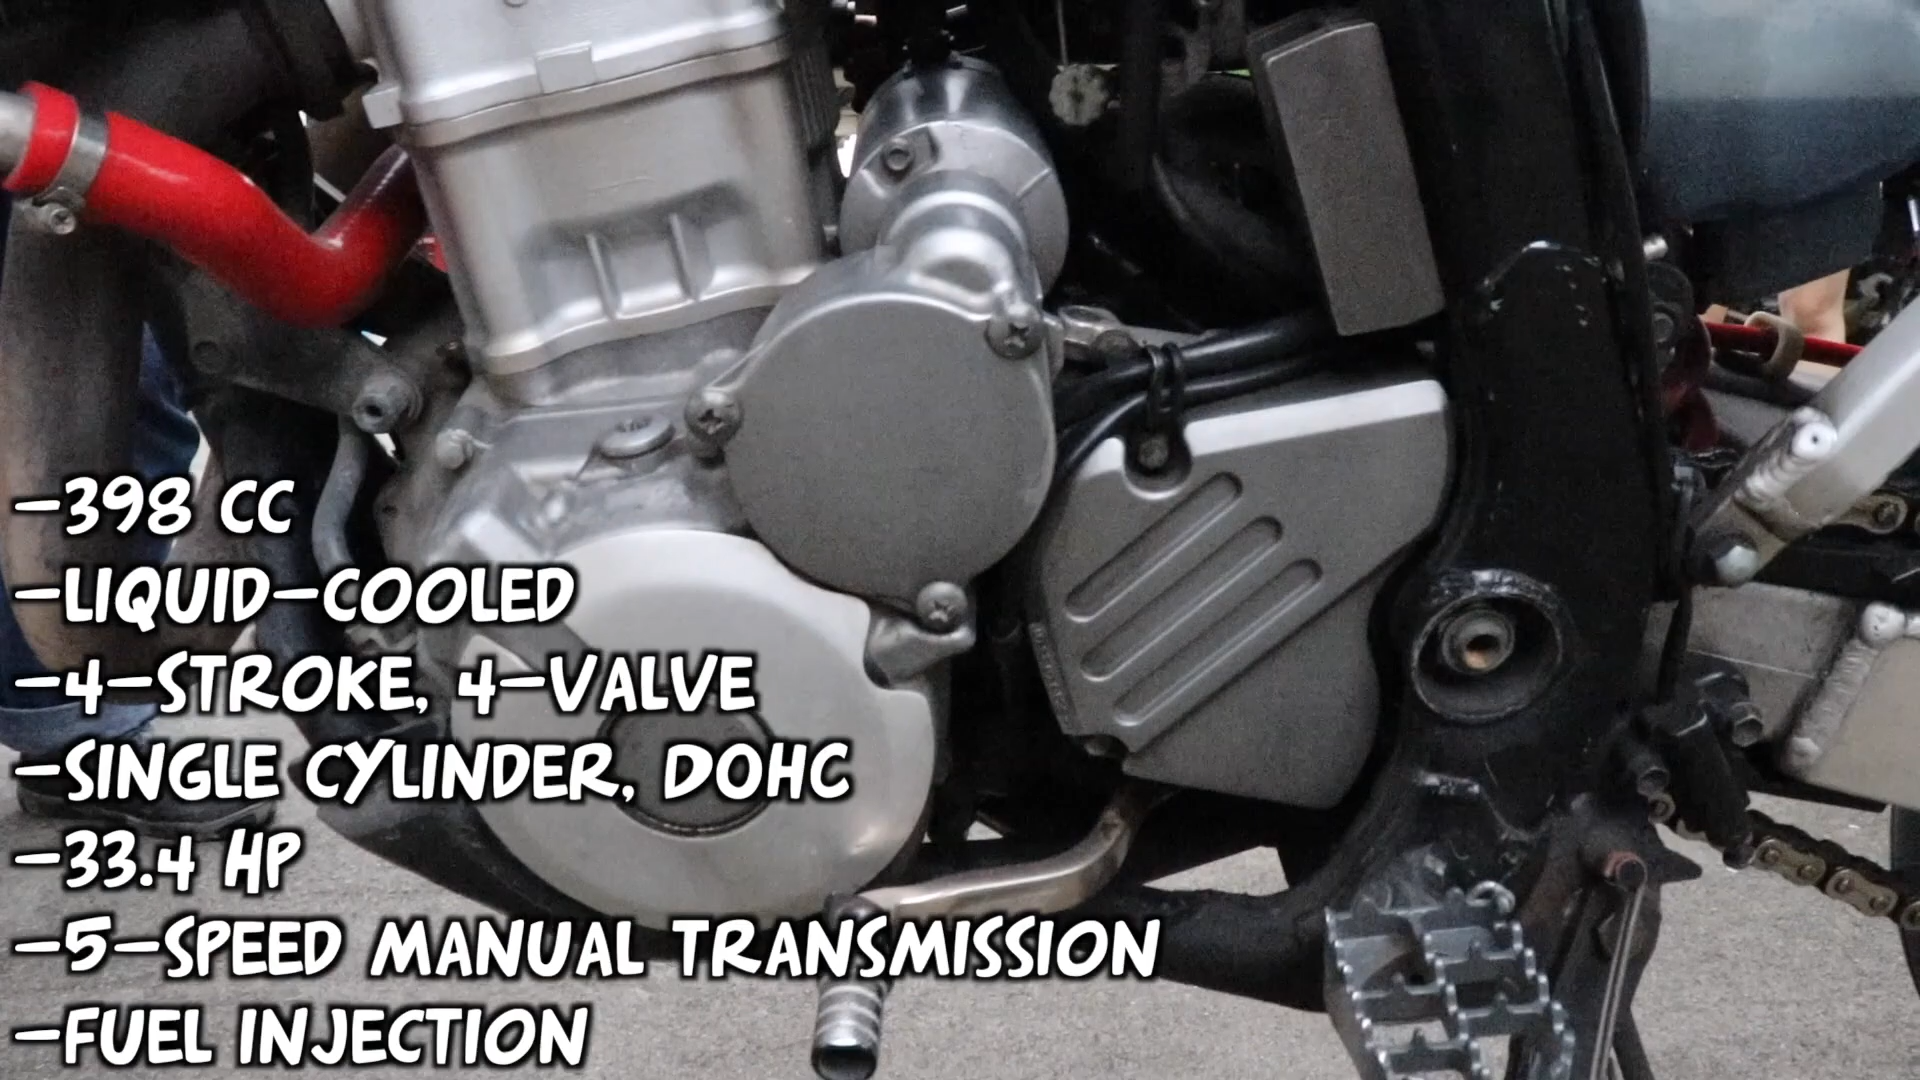 -398 CC
-LIQUID-COOLED
-4-STROKE, 4-VALVE
-SINGLE CYLINDER, DOHC
-33.4 HP
-5-SPEED MANUAL TRANSMISSION
-FUEL INJECTION